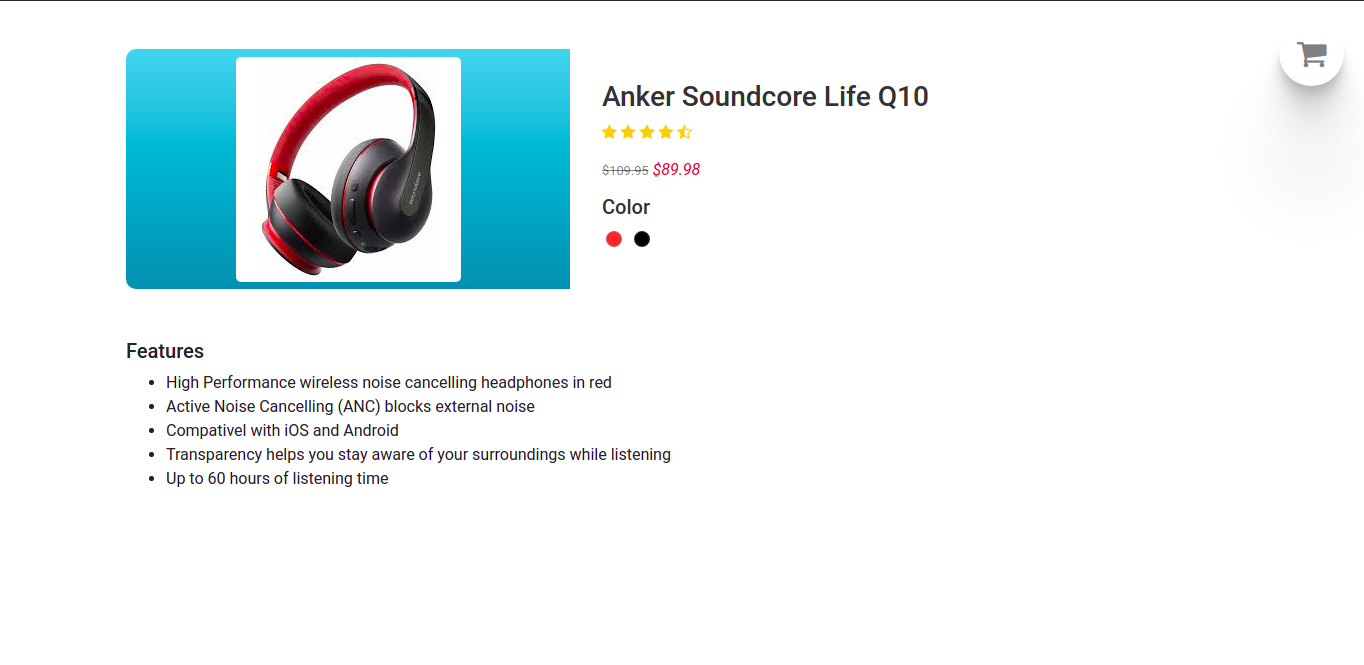 Anker Soundcore Life Q10
$109.95 $89.98
Color
soundcore
Features
High Performance wireless noise cancelling headphones in red
Active Noise Cancelling (ANC) blocks external noise
Compativel with iOS and Android
Transparency helps you stay aware of your surroundings while listening
Up to 60 hours of listening time